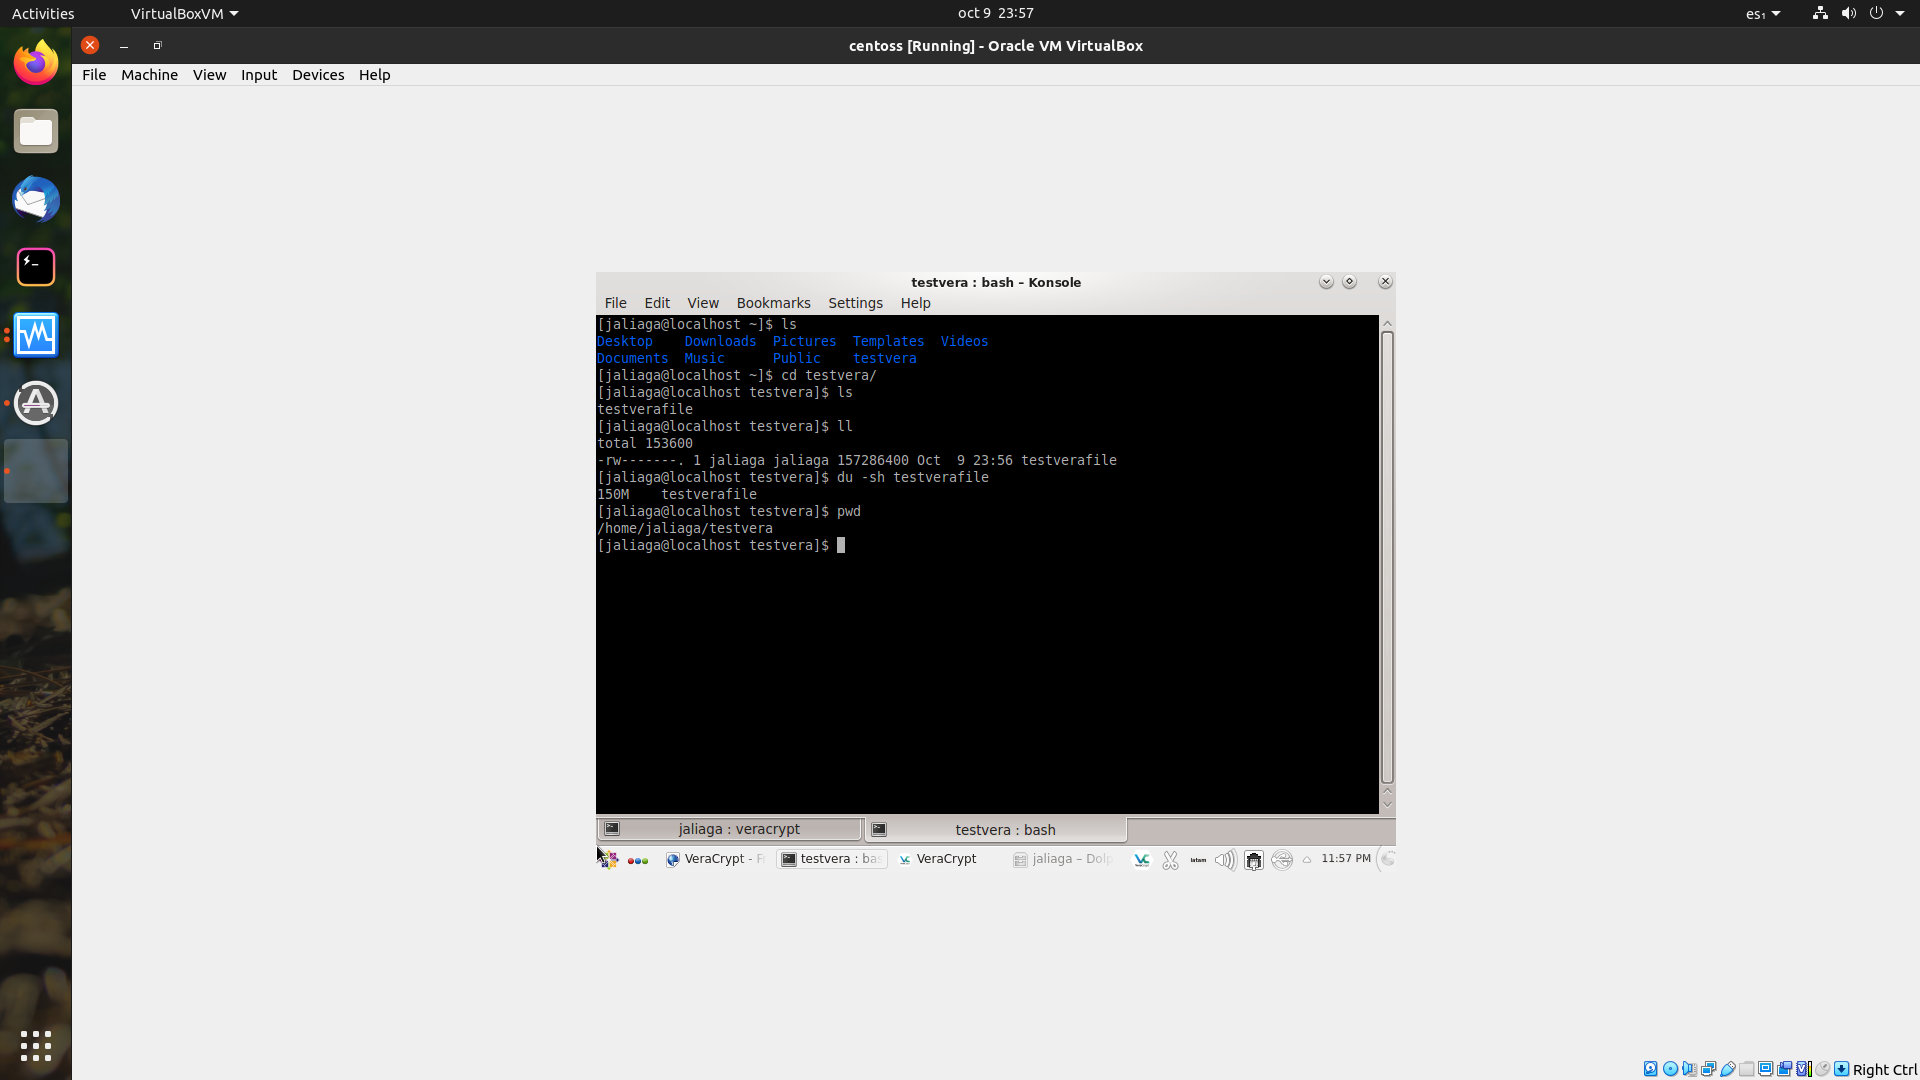 Activities VirtualBoxVM oct 9 23:57 es₁
centoss [Running] - Oracle VM VirtualBox
File Machine View Input Devices Help
testvera : bash – Konsole
File Edit View Bookmarks Settings Help
[jaliaga@localhost ~]$ ls
Desktop Downloads Pictures Templates Videos
Documents Music Public testvera
[jaliaga@localhost ~]$ cd testvera/
[jaliaga@localhost testvera]$ ls
testverafile
[jaliaga@localhost testvera]$ ll
total 153600
-rw-------. 1 jaliaga jaliaga 157286400 Oct  9 23:56 testverafile
[jaliaga@localhost testvera]$ du -sh testverafile
150M testverafile
[jaliaga@localhost testvera]$ pwd
/home/jaliaga/testvera
[jaliaga@localhost testvera]$
jaliaga : veracrypt testvera : bash
VeraCrypt - F testvera : bas VeraCrypt jaliaga – Dolp latam 11:57 PM
Right Ctrl